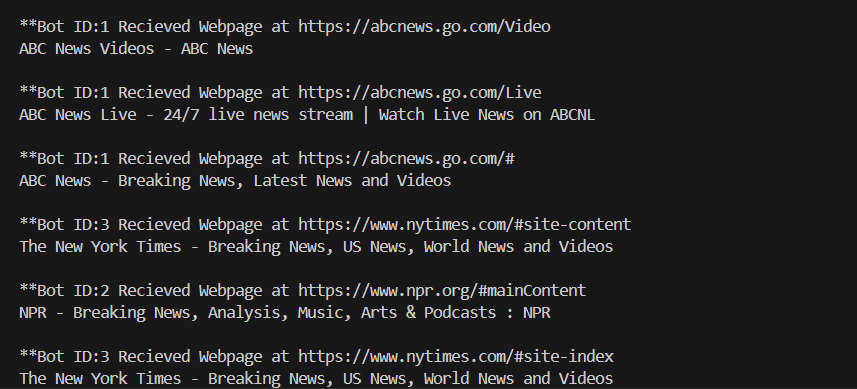 **Bot ID:1 Recieved Webpage at https://abcnews.go.com/Video
ABC News Videos - ABC News
**Bot ID:1 Recieved Webpage at https://abcnews.go.com/Live
ABC News Live - 24/7 live news stream | Watch Live News on ABCNL
**Bot ID:1 Recieved Webpage at https://abcnews.go.com/#
ABC News - Breaking News, Latest News and Videos
**Bot ID:3 Recieved Webpage at https://www.nytimes.com/#site-content
The New York Times - Breaking News, US News, World News and Videos
**Bot ID:2 Recieved Webpage at https://www.npr.org/#mainContent
NPR - Breaking News, Analysis, Music, Arts & Podcasts : NPR
**Bot ID:3 Recieved Webpage at https://www.nytimes.com/#site-index
The New York Times - Breaking News, US News, World News and Videos